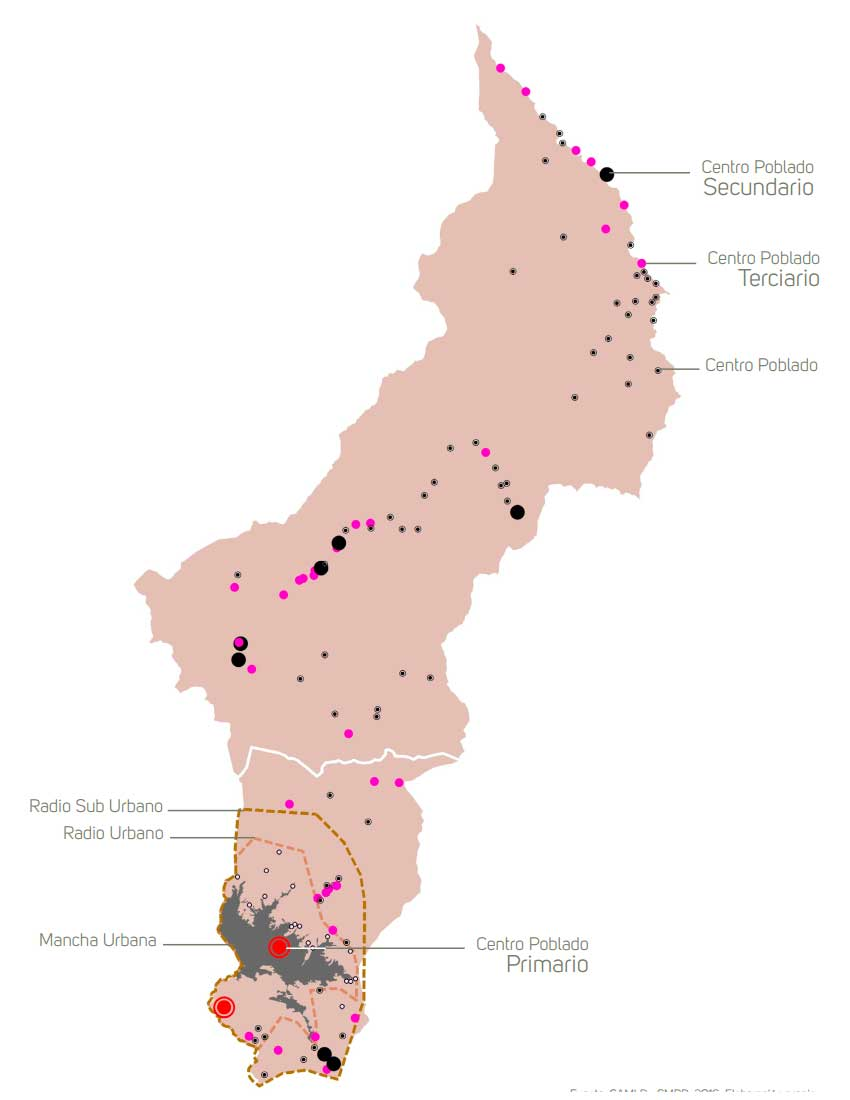 Centro Poblado
Secundario
Centro Poblado
Terciario
Centro Poblado
Radio Sub Urbano
Radio Urbano
Mancha Urbana
Centro Poblado
Primario